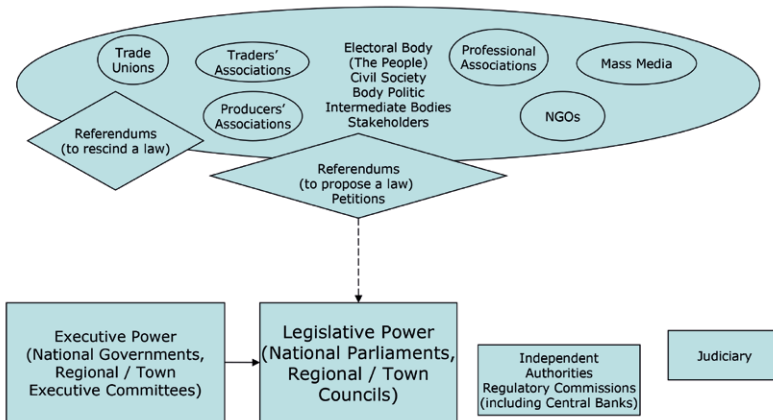 Trade
Unions
Traders'
Associations
Electoral Body
(The People)
Civil Society
Body Politic
Intermediate Bodies
Stakeholders
Professional
Associations
Mass Media
Producers'
Associations
NGOs
Referendums
(to rescind a law)
Referendums
(to propose a law)
Petitions
Executive Power
(National Governments,
Regional / Town
Executive Committees)
Legislative Power
(National Parliaments,
Regional / Town
Councils)
Independent
Authorities
Regulatory Commissions
(including Central Banks)
Judiciary